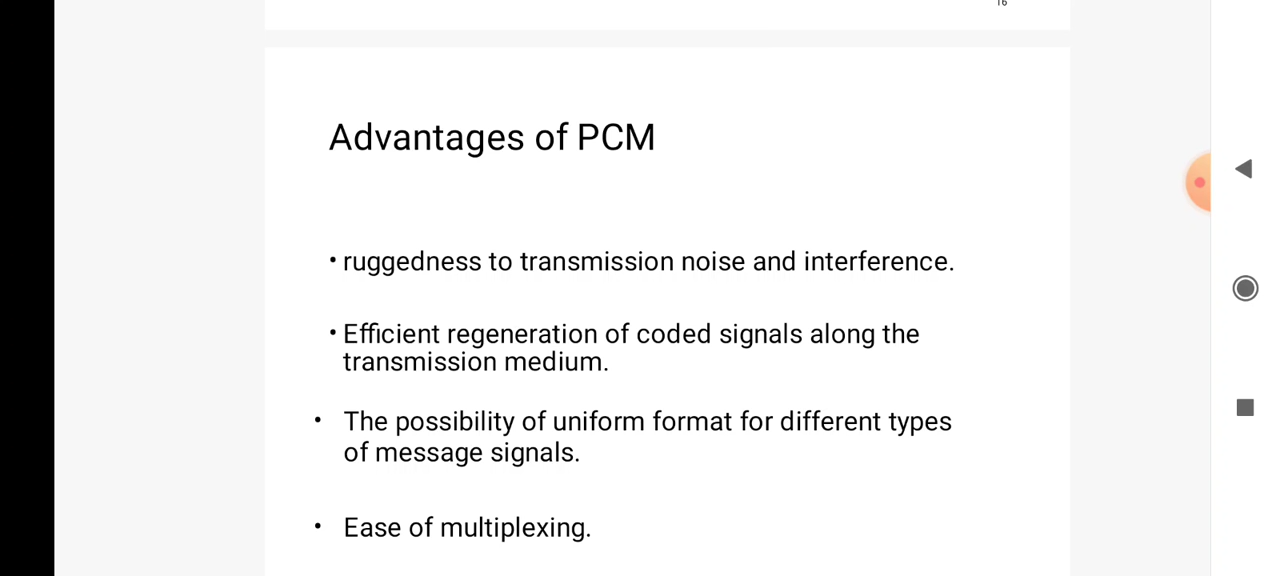 16
Advantages of PCM
• ruggedness to transmission noise and interference.
• Efficient regeneration of coded signals along the
transmission medium.
• The possibility of uniform format for different types
of message signals.
• Ease of multiplexing.